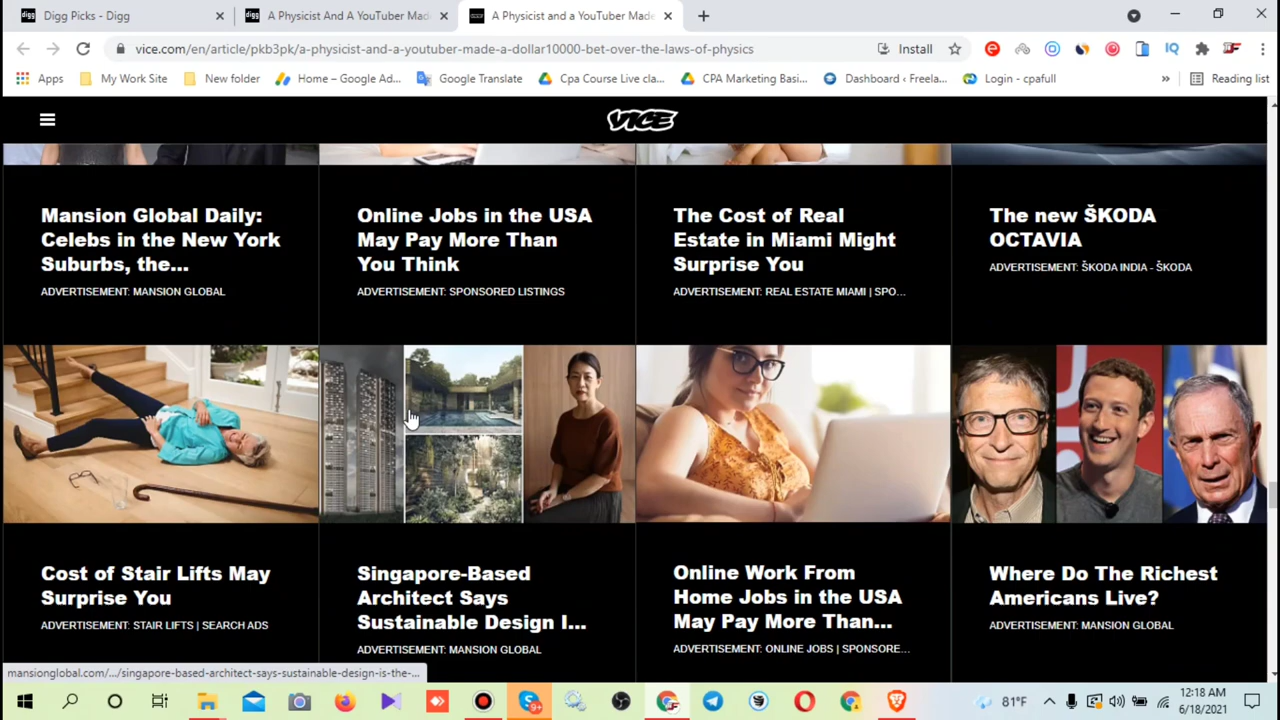 Digg Picks - Digg
A Physicist And A YouTuber Made
A Physicist and a YouTuber Made
vice.com/en/article/pkb3pk/a-physicist-and-a-youtuber-made-a-dollar10000-bet-over-the-laws-of-physics
Install
Apps
My Work Site
New folder
Home – Google Ad...
Google Translate
Cpa Course Live cla...
CPA Marketing Basi...
Dashboard ‹ Freela...
Login - cpafull
»
Reading list
VICE
Mansion Global Daily:
Celebs in the New York
Suburbs, the...
ADVERTISEMENT: MANSION GLOBAL
Online Jobs in the USA
May Pay More Than
You Think
ADVERTISEMENT: SPONSORED LISTINGS
The Cost of Real
Estate in Miami Might
Surprise You
ADVERTISEMENT: REAL ESTATE MIAMI | SPO...
The new ŠKODA
OCTAVIA
ADVERTISEMENT: ŠKODA INDIA - ŠKODA
Cost of Stair Lifts May
Surprise You
ADVERTISEMENT: STAIR LIFTS | SEARCH ADS
Singapore-Based
Architect Says
Sustainable Design I...
ADVERTISEMENT: MANSION GLOBAL
Online Work From
Home Jobs in the USA
May Pay More Than...
ADVERTISEMENT: ONLINE JOBS | SPONSORE...
Where Do The Richest
Americans Live?
ADVERTISEMENT: MANSION GLOBAL
mansionglobal.com/.../singapore-based-architect-says-sustainable-design-is-the-...
81°F
12:18 AM
6/18/2021